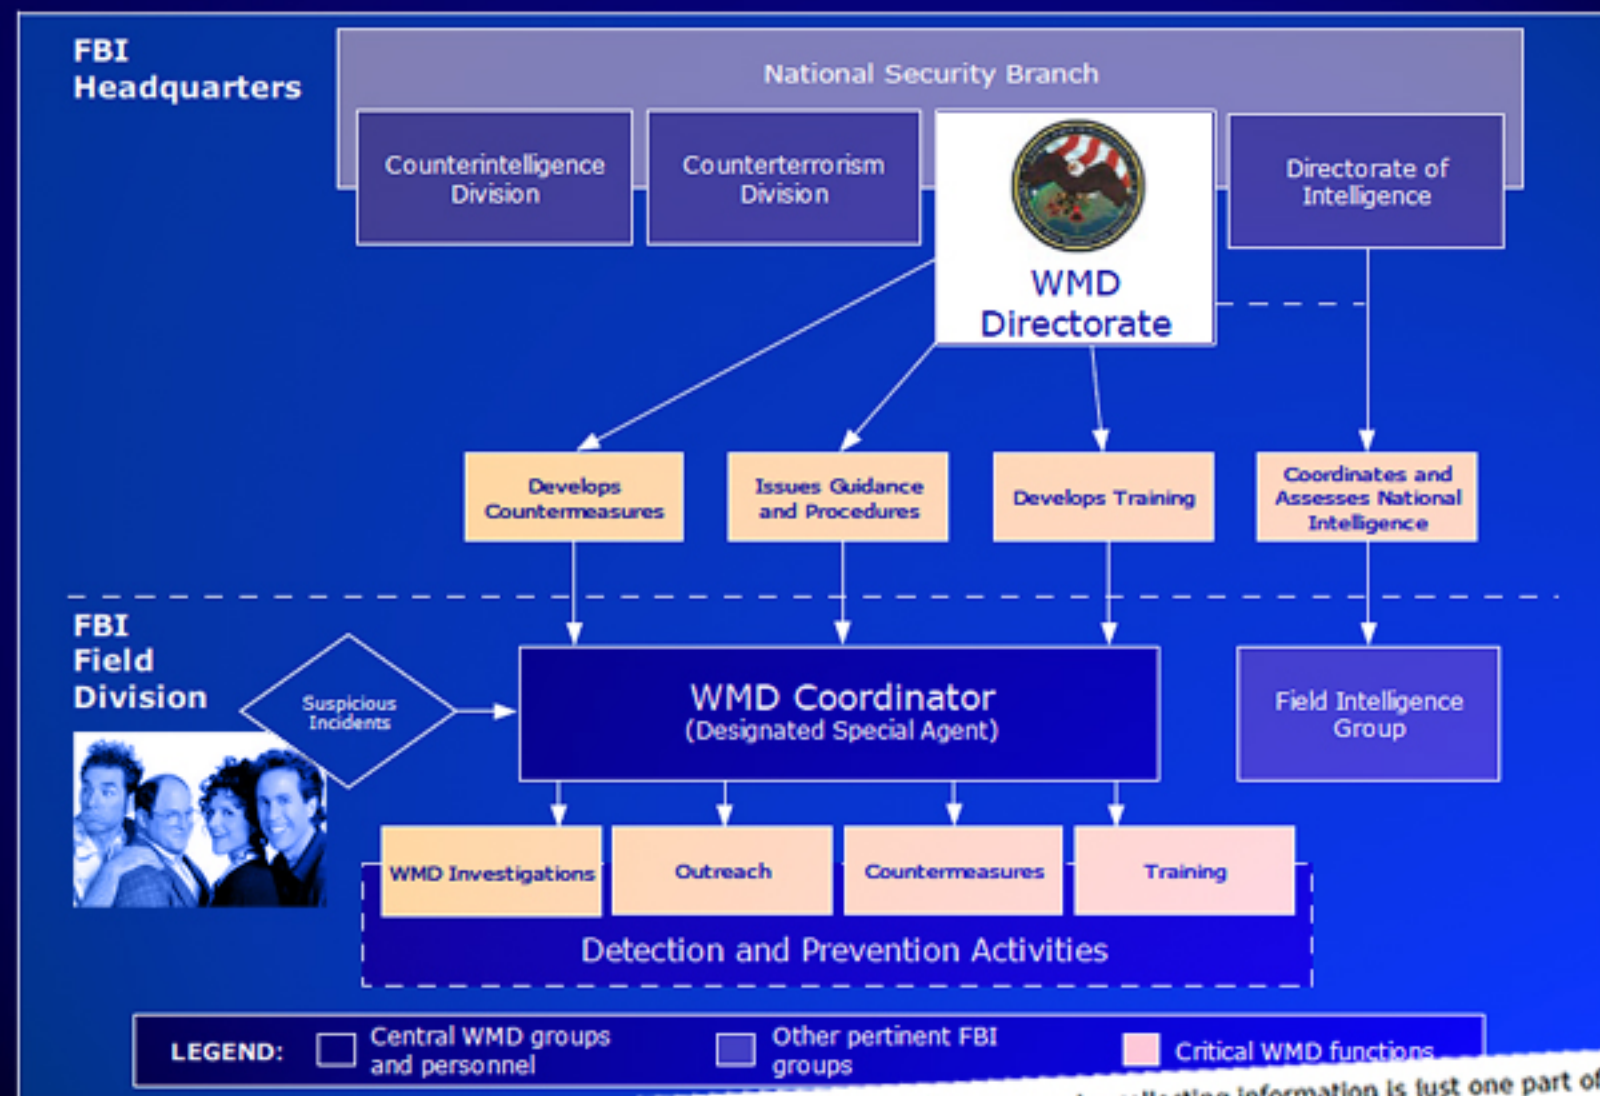 FBI
Headquarters
National Security Branch
Counterintelligence
Division
Counterterrorism
Division
WMD
Directorate
Directorate of
Intelligence
Develops
Countermeasures
Issues Guidance
and Procedures
Develops Training
Coordinates and
Assesses National
Intelligence
FBI
Field
Division
Suspicious
Incidents
WMD Coordinator
(Designated Special Agent)
Field Intelligence
Group
WMD Investigations
Outreach
Countermeasures
Training
Detection and Prevention Activities
LEGEND:
Central WMD groups
and personnel
Other pertinent FBI
groups
Critical WMD functions
information is just one part of